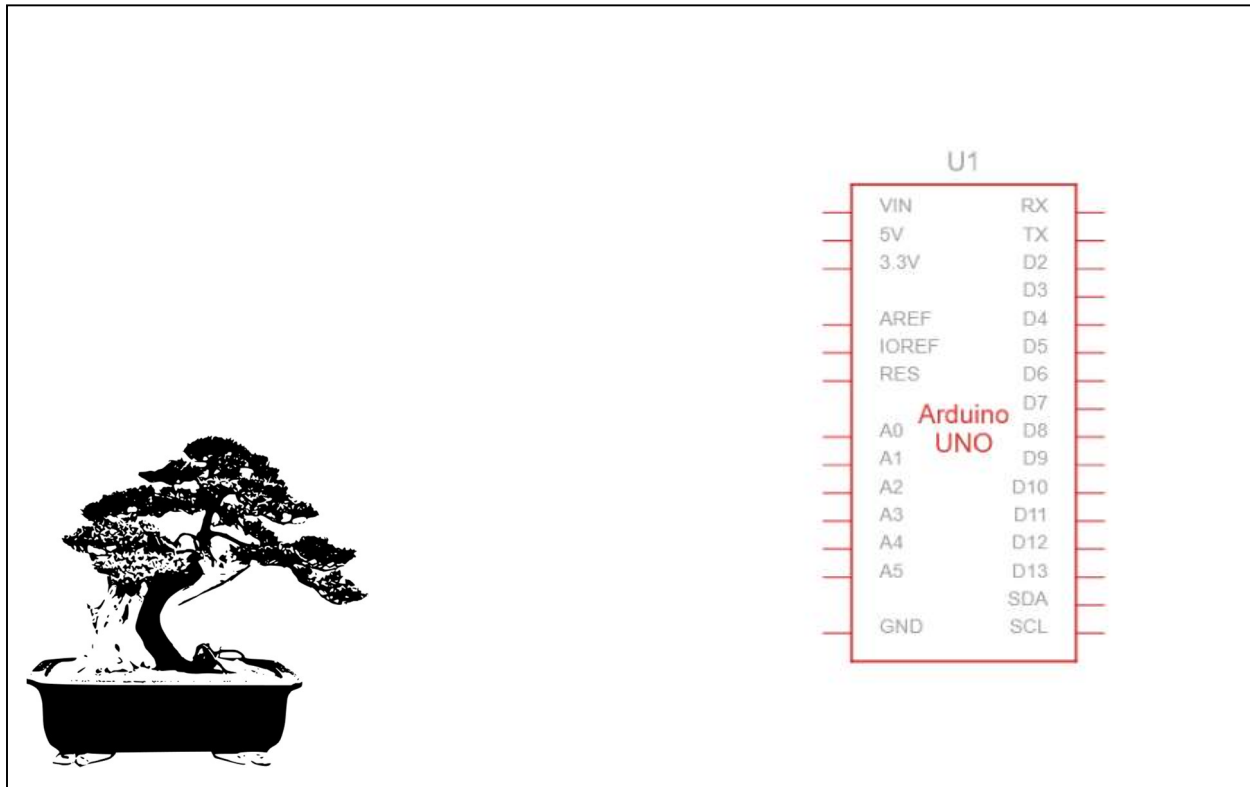 U1
VIN RX
5V TX
3.3V D2
D3
AREF D4
IOREF D5
RES D6
D7
Arduino
A0 D8
UNO
A1 D9
A2 D10
A3 D11
A4 D12
A5 D13
SDA
GND SCL